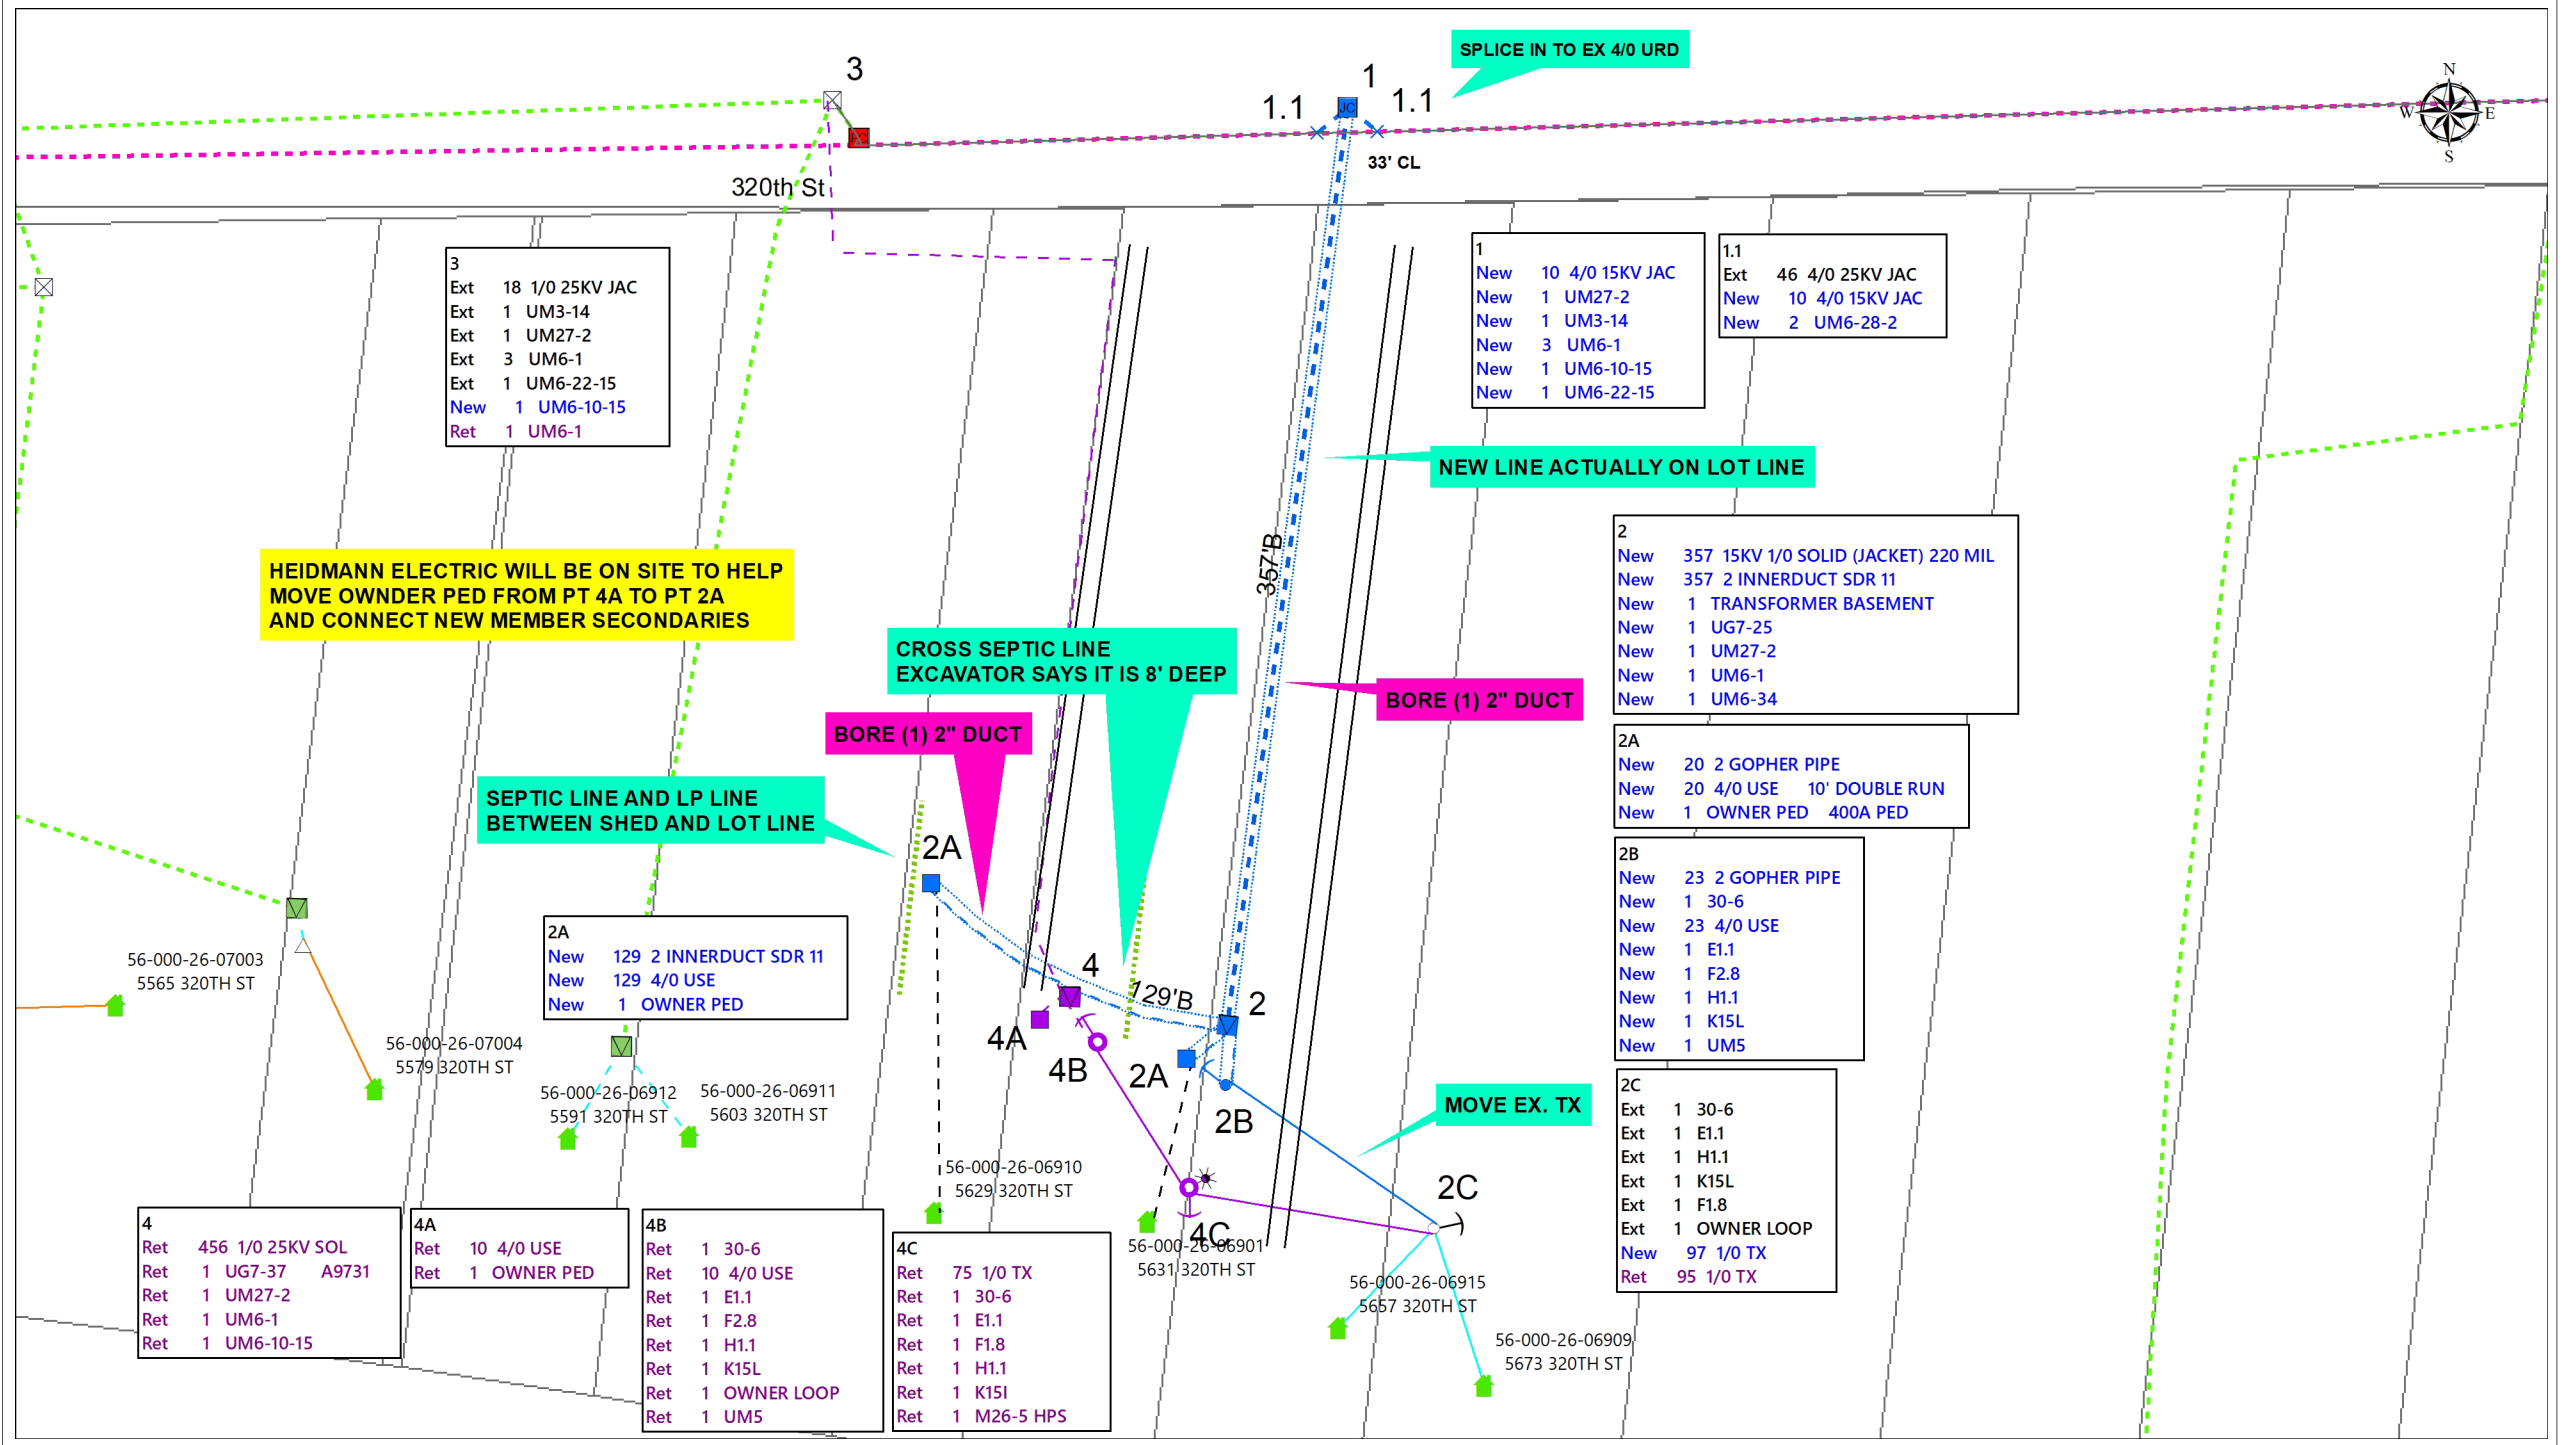 SPLICE IN TO EX 4/0 URD
3
1
1.1
1.1
N
W
E
S
33' CL
320th St
3
Ext 18 1/0 25KV JAC
Ext 1 UM3-14
Ext 1 UM27-2
Ext 3 UM6-1
Ext 1 UM6-22-15
New 1 UM6-10-15
Ret 1 UM6-1
1
New 10 4/0 15KV JAC
New 1 UM27-2
New 1 UM3-14
New 3 UM6-1
New 1 UM6-10-15
New 1 UM6-22-15
1.1
Ext 46 4/0 25KV JAC
New 10 4/0 15KV JAC
New 2 UM6-28-2
NEW LINE ACTUALLY ON LOT LINE
357'B
HEIDMANN ELECTRIC WILL BE ON SITE TO HELP
MOVE OWNDER PED FROM PT 4A TO PT 2A
AND CONNECT NEW MEMBER SECONDARIES
2
New 357 15KV 1/0 SOLID (JACKET) 220 MIL
New 357 2 INNERDUCT SDR 11
New 1 TRANSFORMER BASEMENT
New 1 UG7-25
New 1 UM27-2
New 1 UM6-1
New 1 UM6-34
CROSS SEPTIC LINE
EXCAVATOR SAYS IT IS 8' DEEP
BORE (1) 2" DUCT
BORE (1) 2" DUCT
2A
New 20 2 GOPHER PIPE
New 20 4/0 USE 10' DOUBLE RUN
New 1 OWNER PED 400A PED
SEPTIC LINE AND LP LINE
BETWEEN SHED AND LOT LINE
2A
2B
New 23 2 GOPHER PIPE
New 1 30-6
New 23 4/0 USE
New 1 E1.1
New 1 F2.8
New 1 H1.1
New 1 K15L
New 1 UM5
2A
New 129 2 INNERDUCT SDR 11
New 129 4/0 USE
New 1 OWNER PED
56-000-26-07003
5565 320TH ST
4
129'B
2
4A
4B
2A
2B
56-000-26-07004
5579 320TH ST
56-000-26-06912
5591 320TH ST
56-000-26-06911
5603 320TH ST
MOVE EX. TX
2C
Ext 1 30-6
Ext 1 E1.1
Ext 1 H1.1
Ext 1 K15L
Ext 1 F1.8
Ext 1 OWNER LOOP
New 97 1/0 TX
Ret 95 1/0 TX
56-000-26-06910
5629 320TH ST
2C
4C
56-000-26-06901
5631 320TH ST
56-000-26-06915
5657 320TH ST
56-000-26-06909
5673 320TH ST
4
Ret 456 1/0 25KV SOL
Ret 1 UG7-37 A9731
Ret 1 UM27-2
Ret 1 UM6-1
Ret 1 UM6-10-15
4A
Ret 10 4/0 USE
Ret 1 OWNER PED
4B
Ret 1 30-6
Ret 10 4/0 USE
Ret 1 E1.1
Ret 1 F2.8
Ret 1 H1.1
Ret 1 K15L
Ret 1 OWNER LOOP
Ret 1 UM5
4C
Ret 75 1/0 TX
Ret 1 30-6
Ret 1 E1.1
Ret 1 F1.8
Ret 1 H1.1
Ret 1 K15I
Ret 1 M26-5 HPS
JC